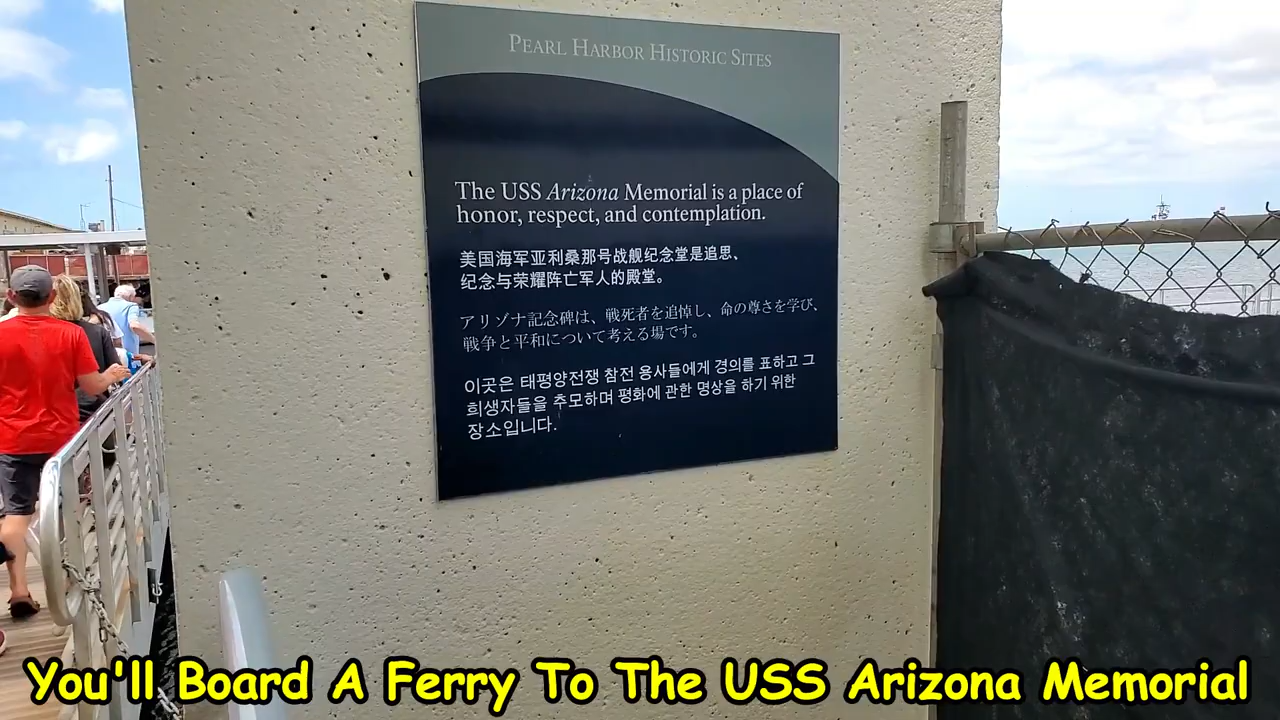 PEARL HARBOR HISTORIC SITES
The USS Arizona Memorial is a place of
honor, respect, and contemplation.
美国海军亚利桑那号战舰纪念堂是追思、
纪念与荣耀阵亡军人的殿堂。
アリゾナ記念碑は、戦死者を追悼し、命の尊さを学び、
戦争と平和について考える場です。
이곳은 태평양전쟁 참전 용사들에게 경의를 표하고 그
희생자들을 추모하며 평화에 관한 명상을 하기 위한
장소입니다.
You'll Board A Ferry To The USS Arizona Memorial